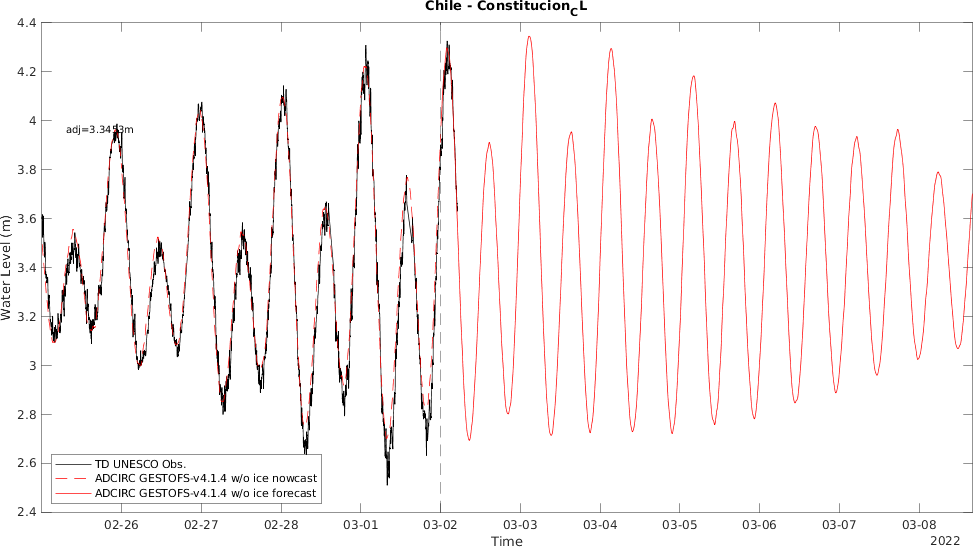 Chile - Constitucion_CL
4.4
4.2
4
3.8
3.6
3.4
3.2
3
2.8
2.6
2.4
Water Level (m)
adj=3.3453m
TD UNESCO Obs.
ADCIRC GESTOFS-v4.1.4 w/o ice nowcast
ADCIRC GESTOFS-v4.1.4 w/o ice forecast
02-26 02-27 02-28 03-01 03-02 03-03 03-04 03-05 03-06 03-07 03-08
Time
2022